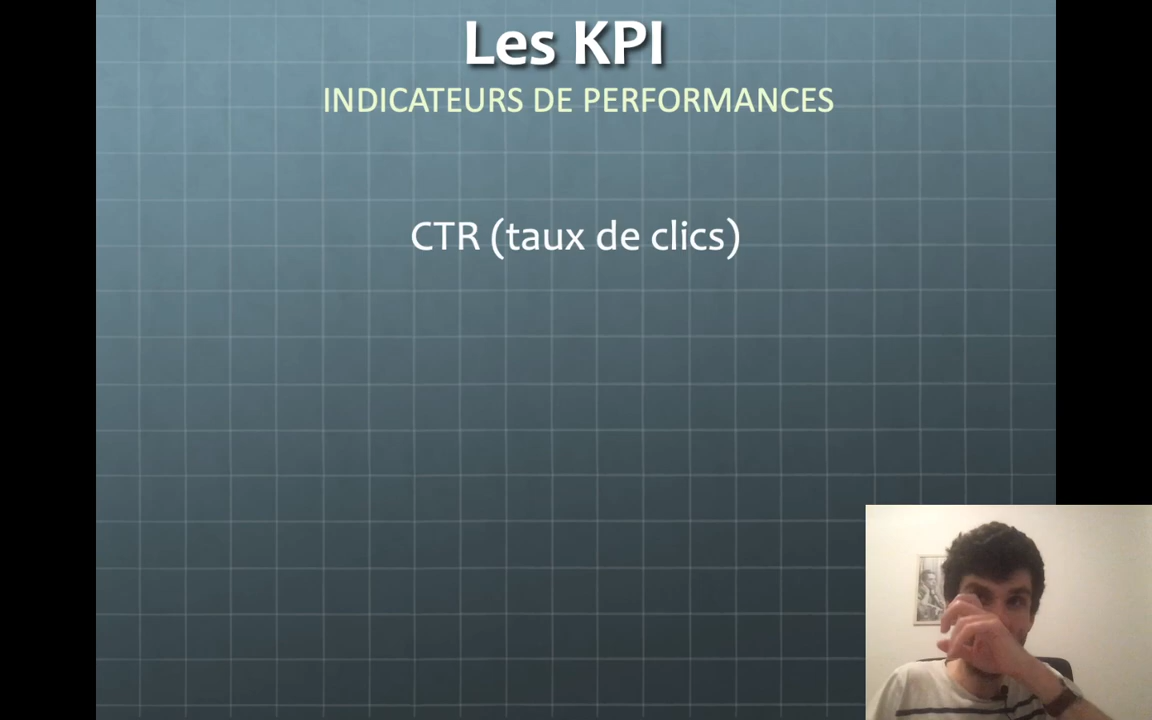 Les KPI
INDICATEURS DE PERFORMANCES
CTR (taux de clics)